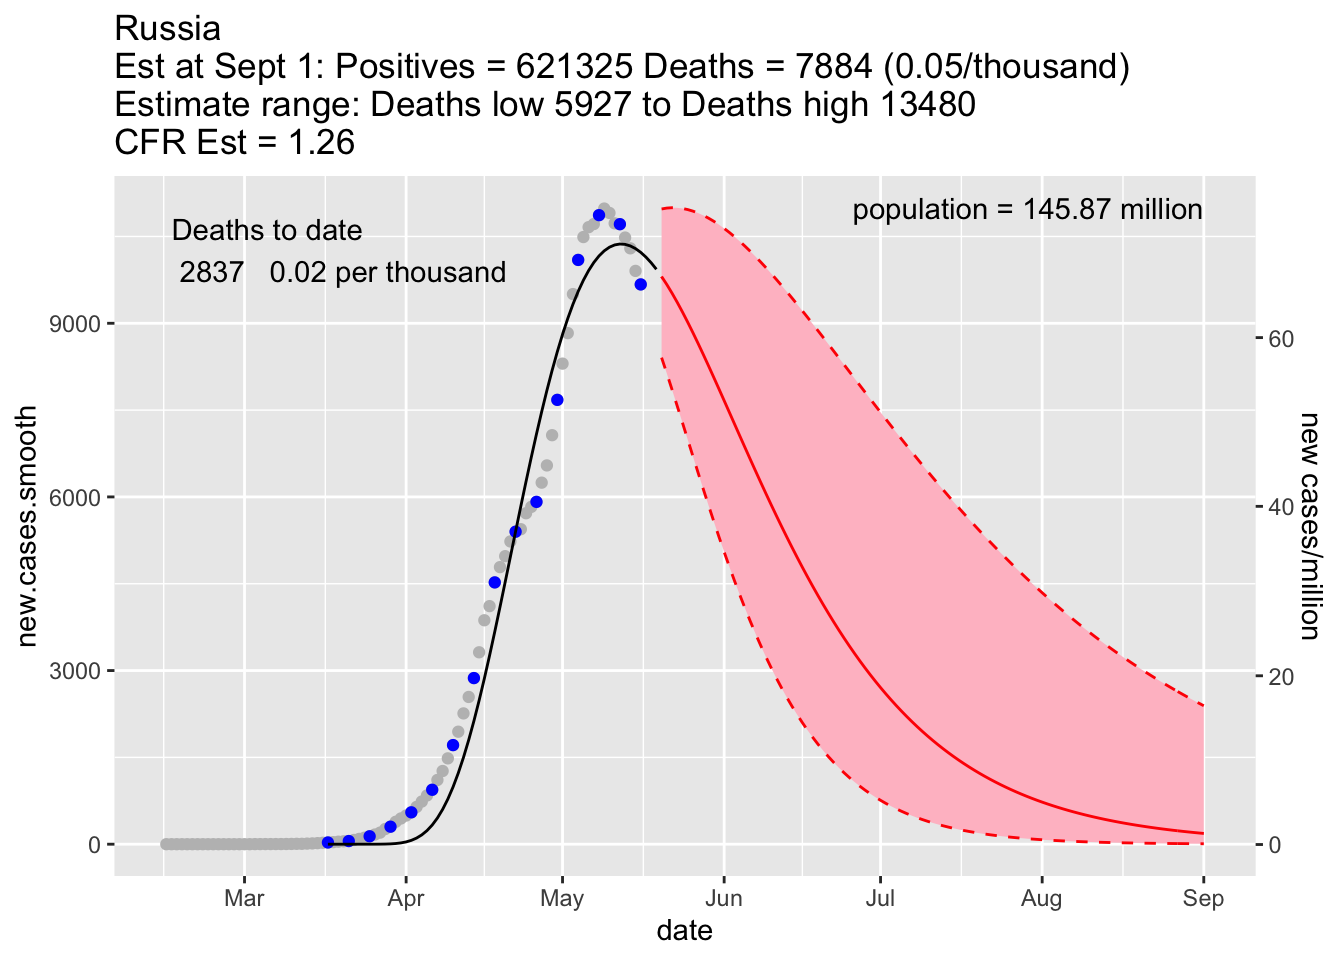 Russia
Est at Sept 1: Positives = 621325 Deaths = 7884 (0.05/thousand)
Estimate range: Deaths low 5927 to Deaths high 13480
CFR Est = 1.26
population = 145.87 million
Deaths to date
2837 0.02 per thousand
new.cases.smooth
9000
6000
3000
0
60
40
20
0
new cases/million
Mar Apr May Jun Jul Aug Sep
date